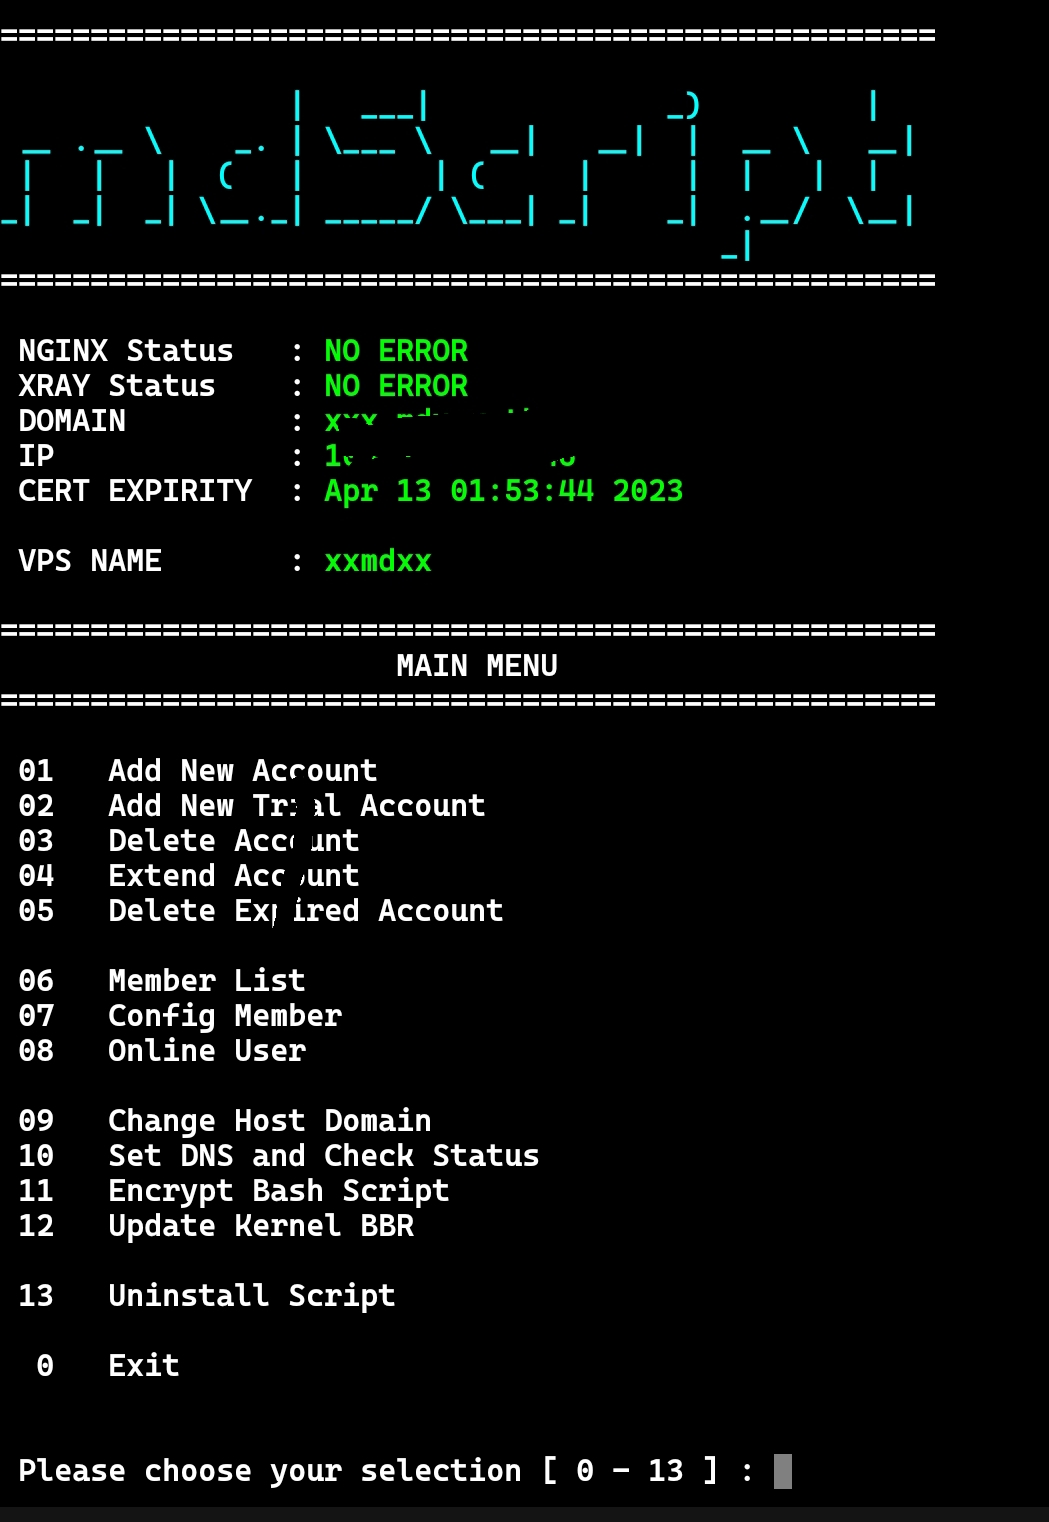 ==================================================== 
mdScript
====================================================
NGINX Status : NO ERROR
XRAY Status : NO ERROR
DOMAIN :
IP :
CERT EXPIRITY : Apr 13 01:53:44 2023
VPS NAME : xxmdxx
====================================================
MAIN MENU
====================================================
01 Add New Account
02 Add New Trial Account
03 Delete Account
04 Extend Account
05 Delete Expired Account
06 Member List
07 Config Member
08 Online User
09 Change Host Domain
10 Set DNS and Check Status
11 Encrypt Bash Script
12 Update Kernel BBR
13 Uninstall Script
0 Exit
Please choose your selection [ 0 - 13 ] :